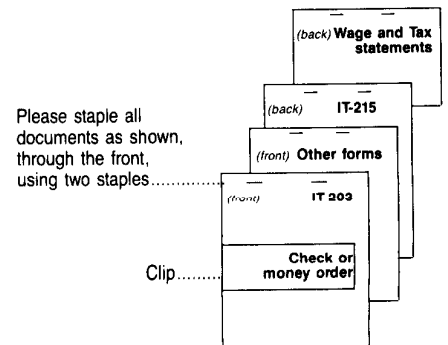 (back) Wage and Tax
statements
(back) IT-215
Please staple all
documents as shown,
through the front,
using two staples..............
(front) Other forms
(front) IT 203
Check or
money order
Clip.........